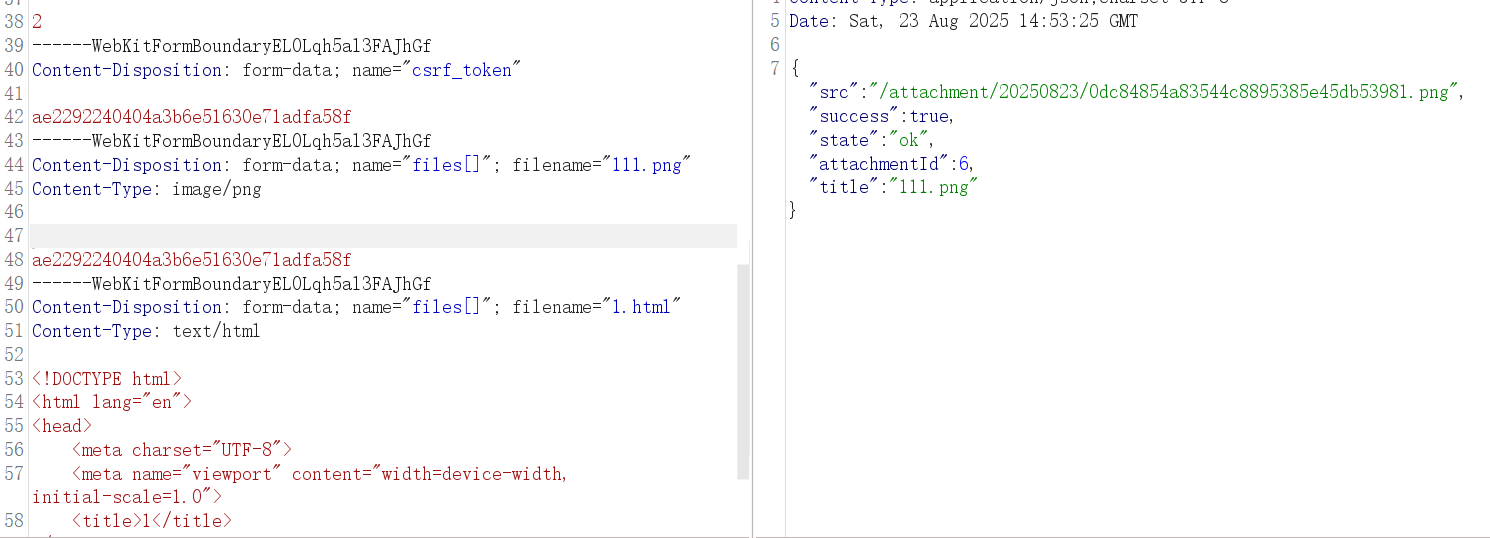 38 2
39 ------WebKitFormBoundaryEL0Lqh5al3FAJhGf
40 Content-Disposition: form-data; name="csrf_token"
41
42 ae2292240404a3b6e51630e71adfa58f
43 ------WebKitFormBoundaryEL0Lqh5al3FAJhGf
44 Content-Disposition: form-data; name="files[]"; filename="111.png"
45 Content-Type: image/png
46
47
48 ae2292240404a3b6e51630e71adfa58f
49 ------WebKitFormBoundaryEL0Lqh5al3FAJhGf
50 Content-Disposition: form-data; name="files[]"; filename="1.html"
51 Content-Type: text/html
52
53 <!DOCTYPE html>
54 <html lang="en">
55 <head>
56 <meta charset="UTF-8">
57 <meta name="viewport" content="width=device-width,
initial-scale=1.0">
58 <title>1</title>
5 Date: Sat, 23 Aug 2025 14:53:25 GMT
6
7 {
"src":"/attachment/20250823/0dc84854a83544c8895385e45db53981.png",
"success":true,
"state":"ok",
"attachmentId":6,
"title":"111.png"
}